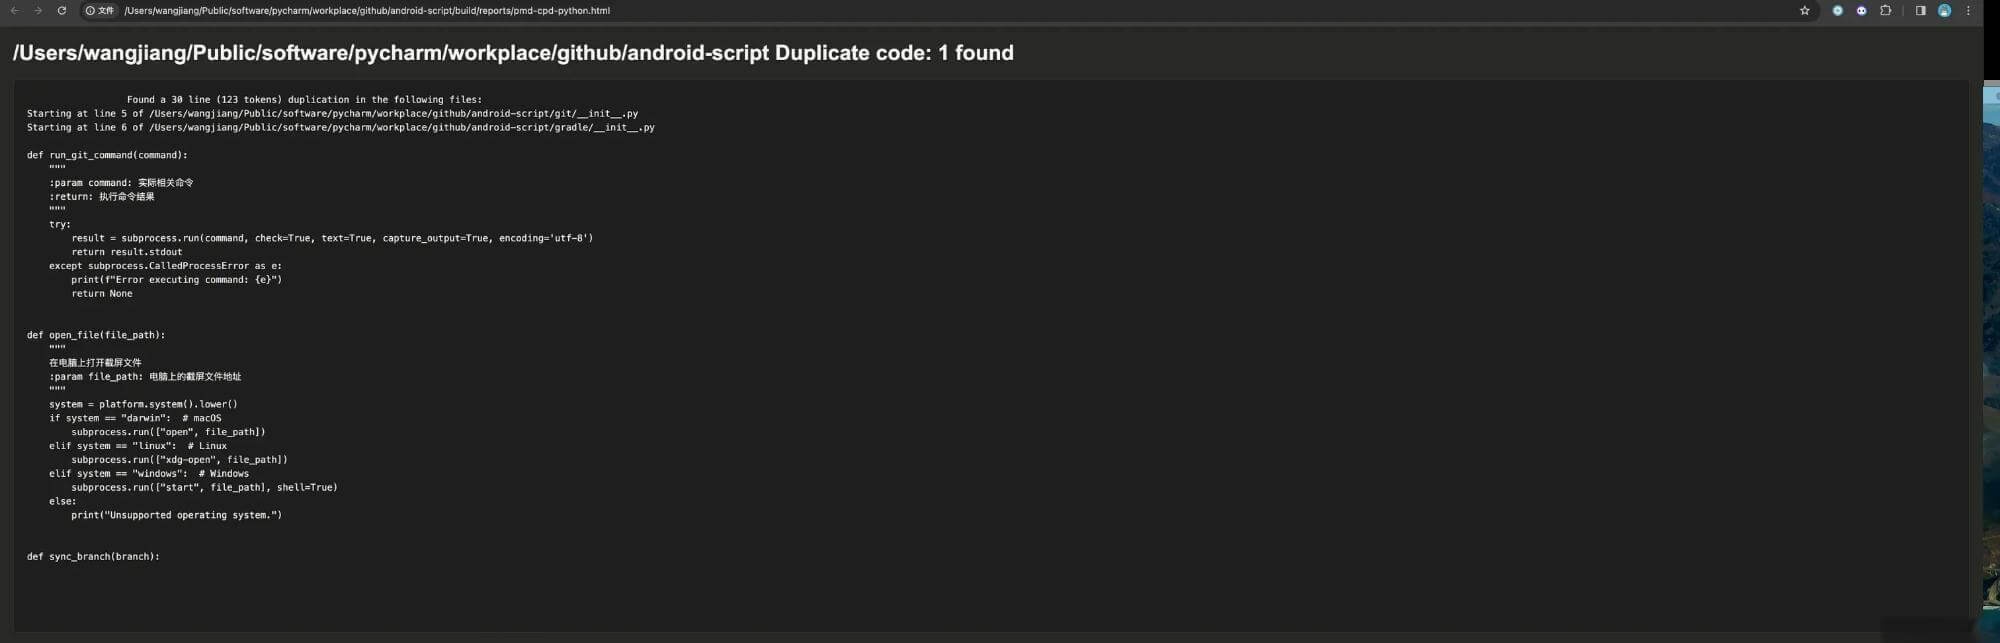 文件 /Users/wangjiang/Public/software/pycharm/workplace/github/android-script/build/reports/pmd-cpd-python.html
/Users/wangjiang/Public/software/pycharm/workplace/github/android-script Duplicate code: 1 found
Found a 30 line (123 tokens) duplication in the following files:
Starting at line 5 of /Users/wangjiang/Public/software/pycharm/workplace/github/android-script/git/__init__.py
Starting at line 6 of /Users/wangjiang/Public/software/pycharm/workplace/github/android-script/gradle/__init__.py
def run_git_command(command):
    """
    :param command: 实际相关命令
    :return: 执行命令结果
    """
    try:
        result = subprocess.run(command, check=True, text=True, capture_output=True, encoding='utf-8')
        return result.stdout
    except subprocess.CalledProcessError as e:
        print(f"Error executing command: {e}")
        return None
def open_file(file_path):
    """
    在电脑上打开截屏文件
    :param file_path: 电脑上的截屏文件地址
    """
    system = platform.system().lower()
    if system == "darwin":  # macOS
        subprocess.run(["open", file_path])
    elif system == "linux":  # Linux
        subprocess.run(["xdg-open", file_path])
    elif system == "windows":  # Windows
        subprocess.run(["start", file_path], shell=True)
    else:
        print("Unsupported operating system.")
def sync_branch(branch):